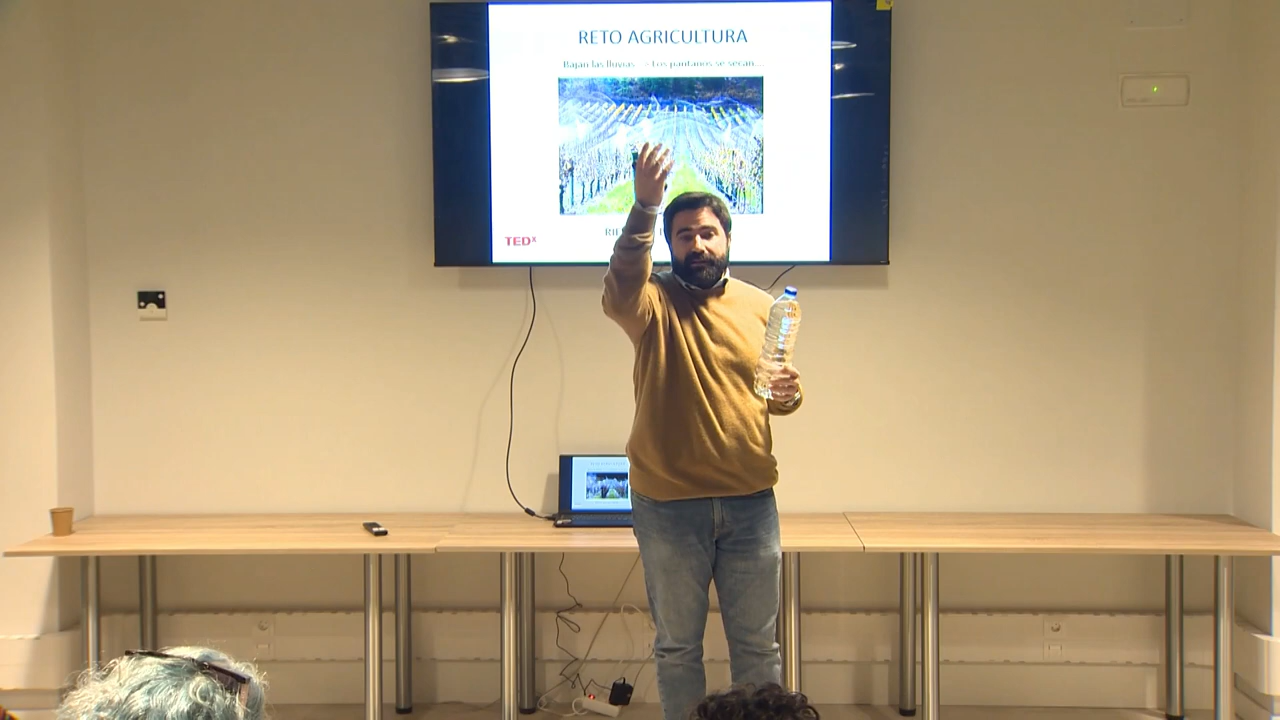 RETO AGRICULTURA
Bajan las lluvias... - Los pantanos se secan...
TEDx